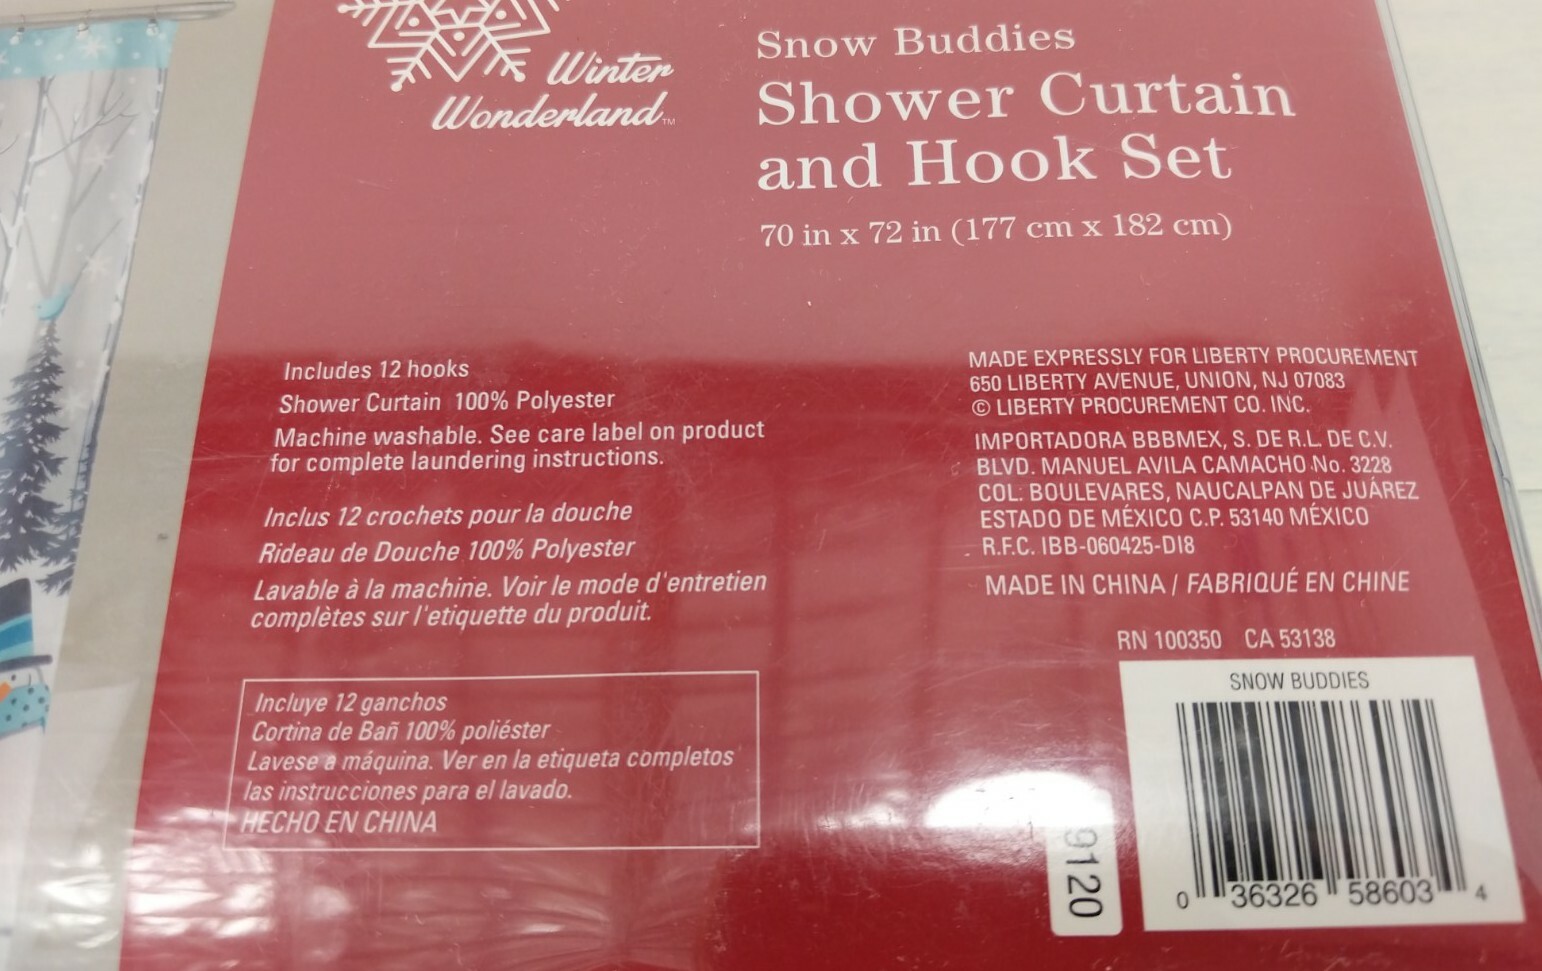 Winter
Wonderland™
Snow Buddies
Shower Curtain
and Hook Set
70 in x 72 in (177 cm x 182 cm)
Includes 12 hooks
Shower Curtain 100% Polyester
Machine washable. See care label on product
for complete laundering instructions.
Inclus 12 crochets pour la douche
Rideau de Douche 100% Polyester
Lavable à la machine. Voir le mode d'entretien
complètes sur l'etiquette du produit.
Incluye 12 ganchos
Cortina de Bañ 100% poliéster
Lavese a máquina. Ver en la etiqueta completos
las instrucciones para el lavado.
HECHO EN CHINA
MADE EXPRESSLY FOR LIBERTY PROCUREMENT
650 LIBERTY AVENUE, UNION, NJ 07083
© LIBERTY PROCUREMENT CO. INC.
IMPORTADORA BBBMEX, S. DE R.L. DE C.V.
BLVD. MANUEL AVILA CAMACHO No. 3228
COL: BOULEVARES, NAUCALPAN DE JUÁREZ
ESTADO DE MÉXICO C.P. 53140 MÉXICO
R.F.C. IBB-060425-DI8
MADE IN CHINA / FABRIQUÉ EN CHINE
RN 100350 CA 53138
SNOW BUDDIES
0 36326 58603 4
9120